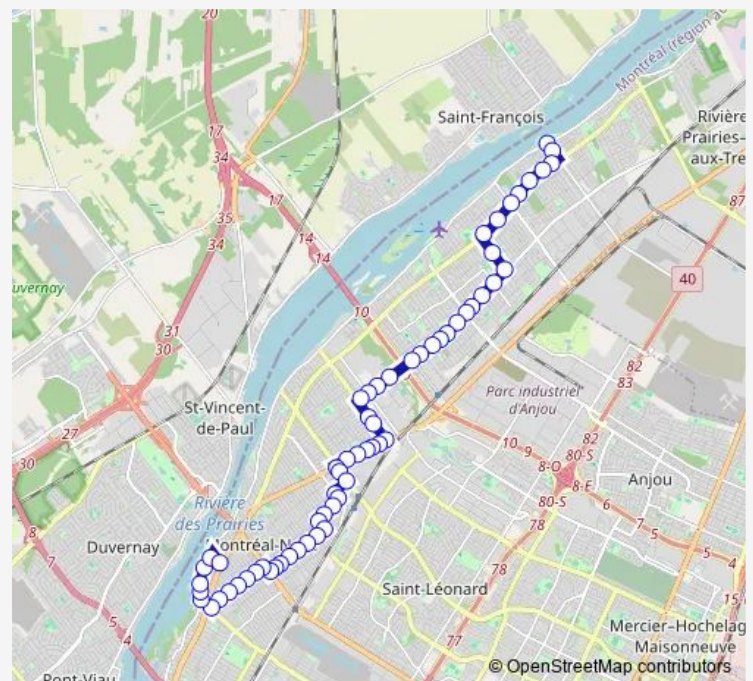 20
Saint-François
Montréal (région au
Rivière
Prairies–
aux-Tre
17
34
17
87
35
14
34
14
uvernay
40
10
31
30
82
83
Parc industriel
d'Anjou
St-Vincent-
de-Paul
27
30
10
9
82
80-S
8-O
8-E
80-S
Anjou
Rivière
des Prairies
8
7
78
6
7
5
4
Duvernay
Montréal-N
78
5
4
Saint-Léonard
15
77
Mercier–Hochelag
Maisonneuve
Pont-Viau
© OpenStreetMap contributors